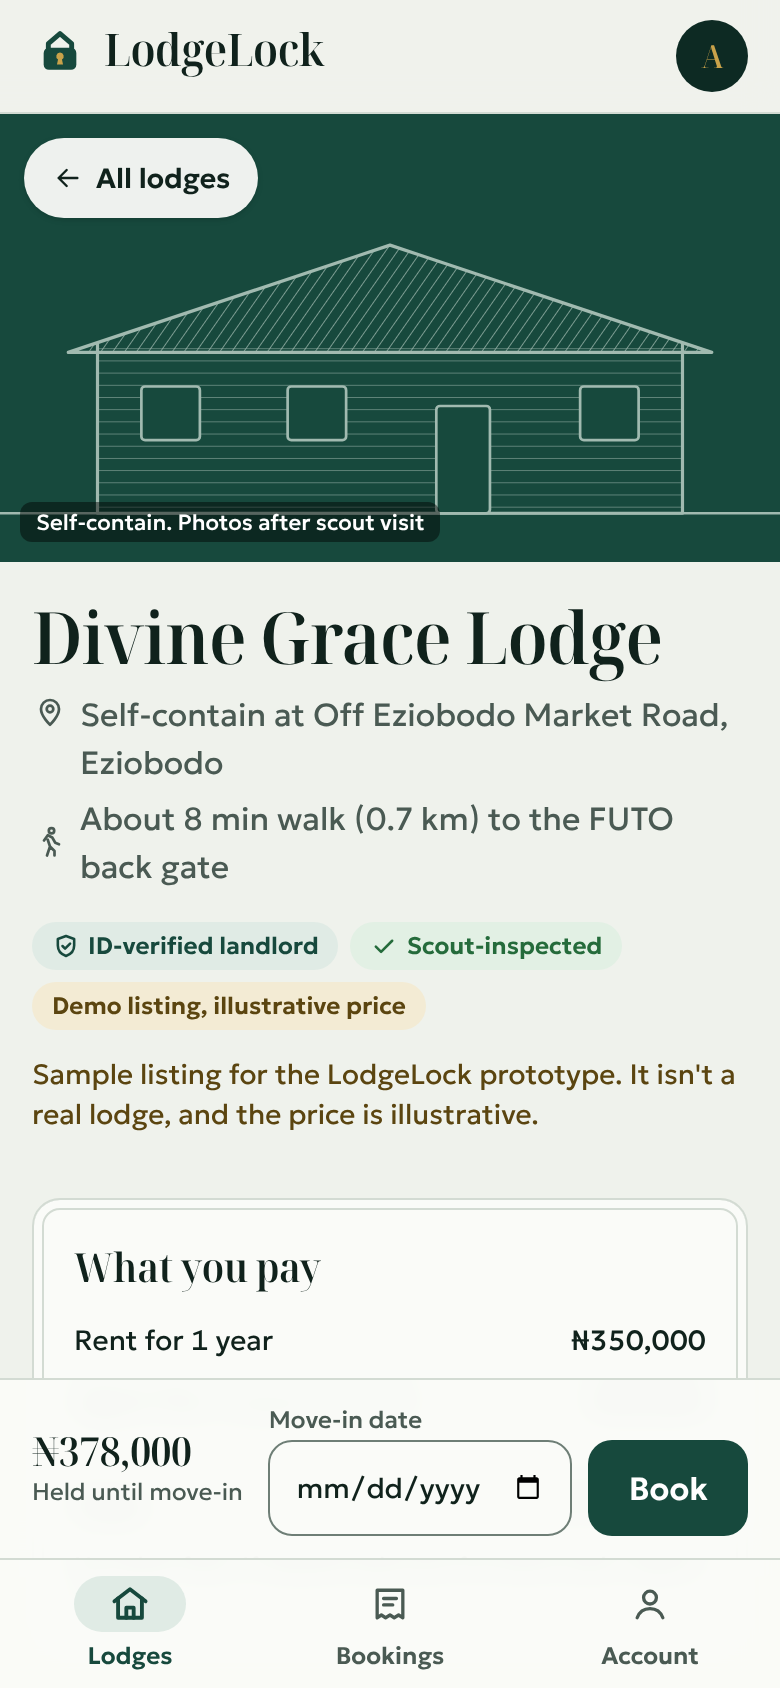 LodgeLock
A
← All lodges
Self-contain. Photos after scout visit
Divine Grace Lodge
Self-contain at Off Eziobodo Market Road,
Eziobodo
About 8 min walk (0.7 km) to the FUTO
back gate
ID-verified landlord
Scout-inspected
Demo listing, illustrative price
Sample listing for the LodgeLock prototype. It isn't a
real lodge, and the price is illustrative.
What you pay
Rent for 1 year ₦350,000
Move-in date
₦378,000
Held until move-in
mm/dd/yyyy
Book
Lodges
Bookings
Account